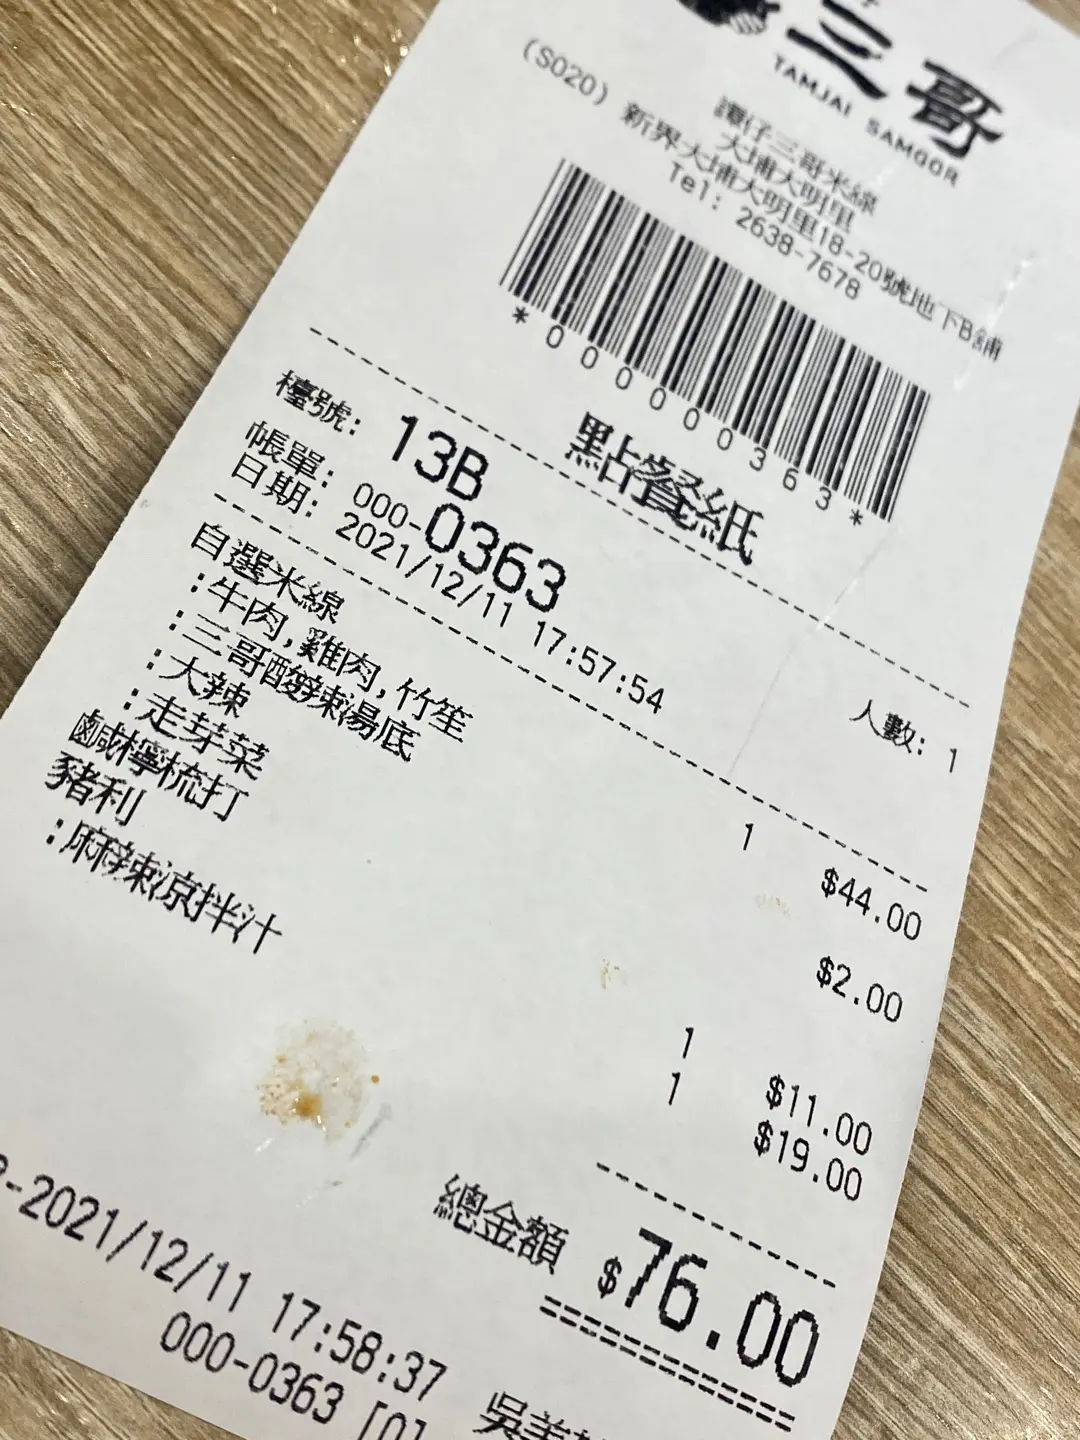 三哥
TAMJAI SAMGOR
譚仔三哥米線
大埔大明里
(S020) 新界大埔大明里18-20號地下B舖
Tel: 2638-7678
*00000363*
點餐紙
檯號: 13B 人數: 1
帳單: 000-0363
日期: 2021/12/11 17:57:54
自選米線 1 $44.00
:牛肉,雞肉,竹笙
:三哥酸辣湯底
:大辣 $2.00
:走芽菜
鹹檸梳打 1 $11.00
豬利 1 $19.00
:麻辣涼拌汁
總金額 $76.00
-2021/12/11 17:58:37
000-0363 [0] 吳美